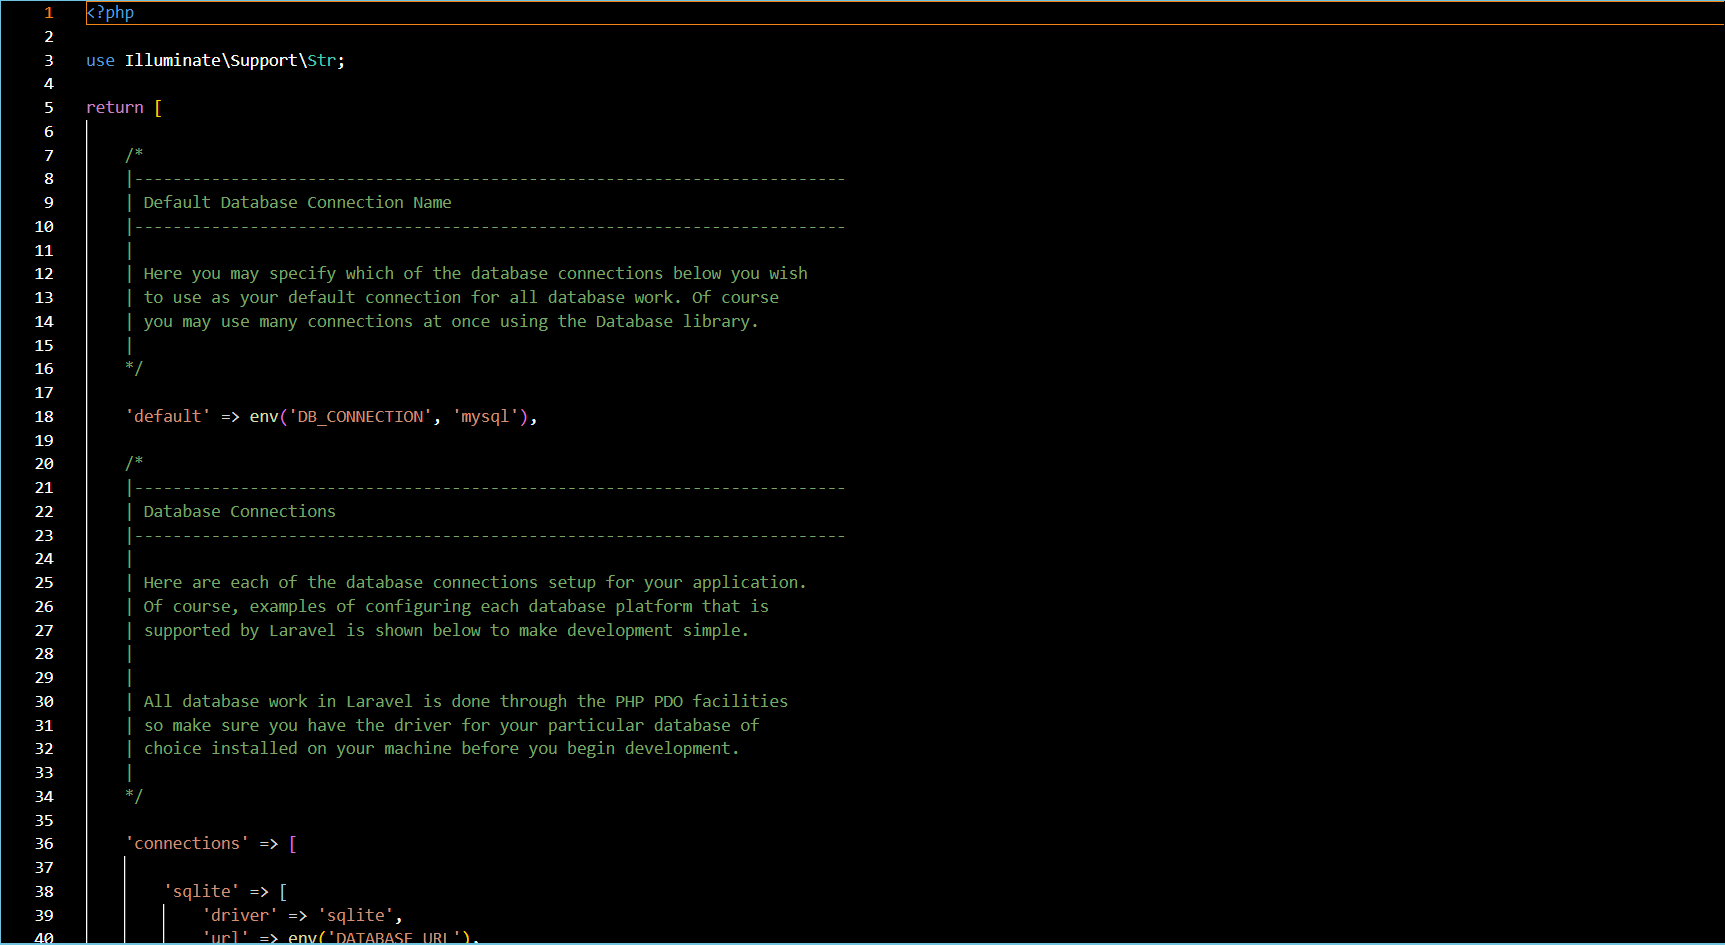 1 <?php
2
3 use Illuminate\Support\Str;
4
5 return [
6
7 /*
8 |--------------------------------------------------------------------------
9 | Default Database Connection Name
10 |--------------------------------------------------------------------------
11 |
12 | Here you may specify which of the database connections below you wish
13 | to use as your default connection for all database work. Of course
14 | you may use many connections at once using the Database library.
15 |
16 */
17
18 'default' => env('DB_CONNECTION', 'mysql'),
19
20 /*
21 |--------------------------------------------------------------------------
22 | Database Connections
23 |--------------------------------------------------------------------------
24 |
25 | Here are each of the database connections setup for your application.
26 | Of course, examples of configuring each database platform that is
27 | supported by Laravel is shown below to make development simple.
28 |
29 |
30 | All database work in Laravel is done through the PHP PDO facilities
31 | so make sure you have the driver for your particular database of
32 | choice installed on your machine before you begin development.
33 |
34 */
35
36 'connections' => [
37
38 'sqlite' => [
39 'driver' => 'sqlite',
40 'url' => env('DATABASE_URL'),